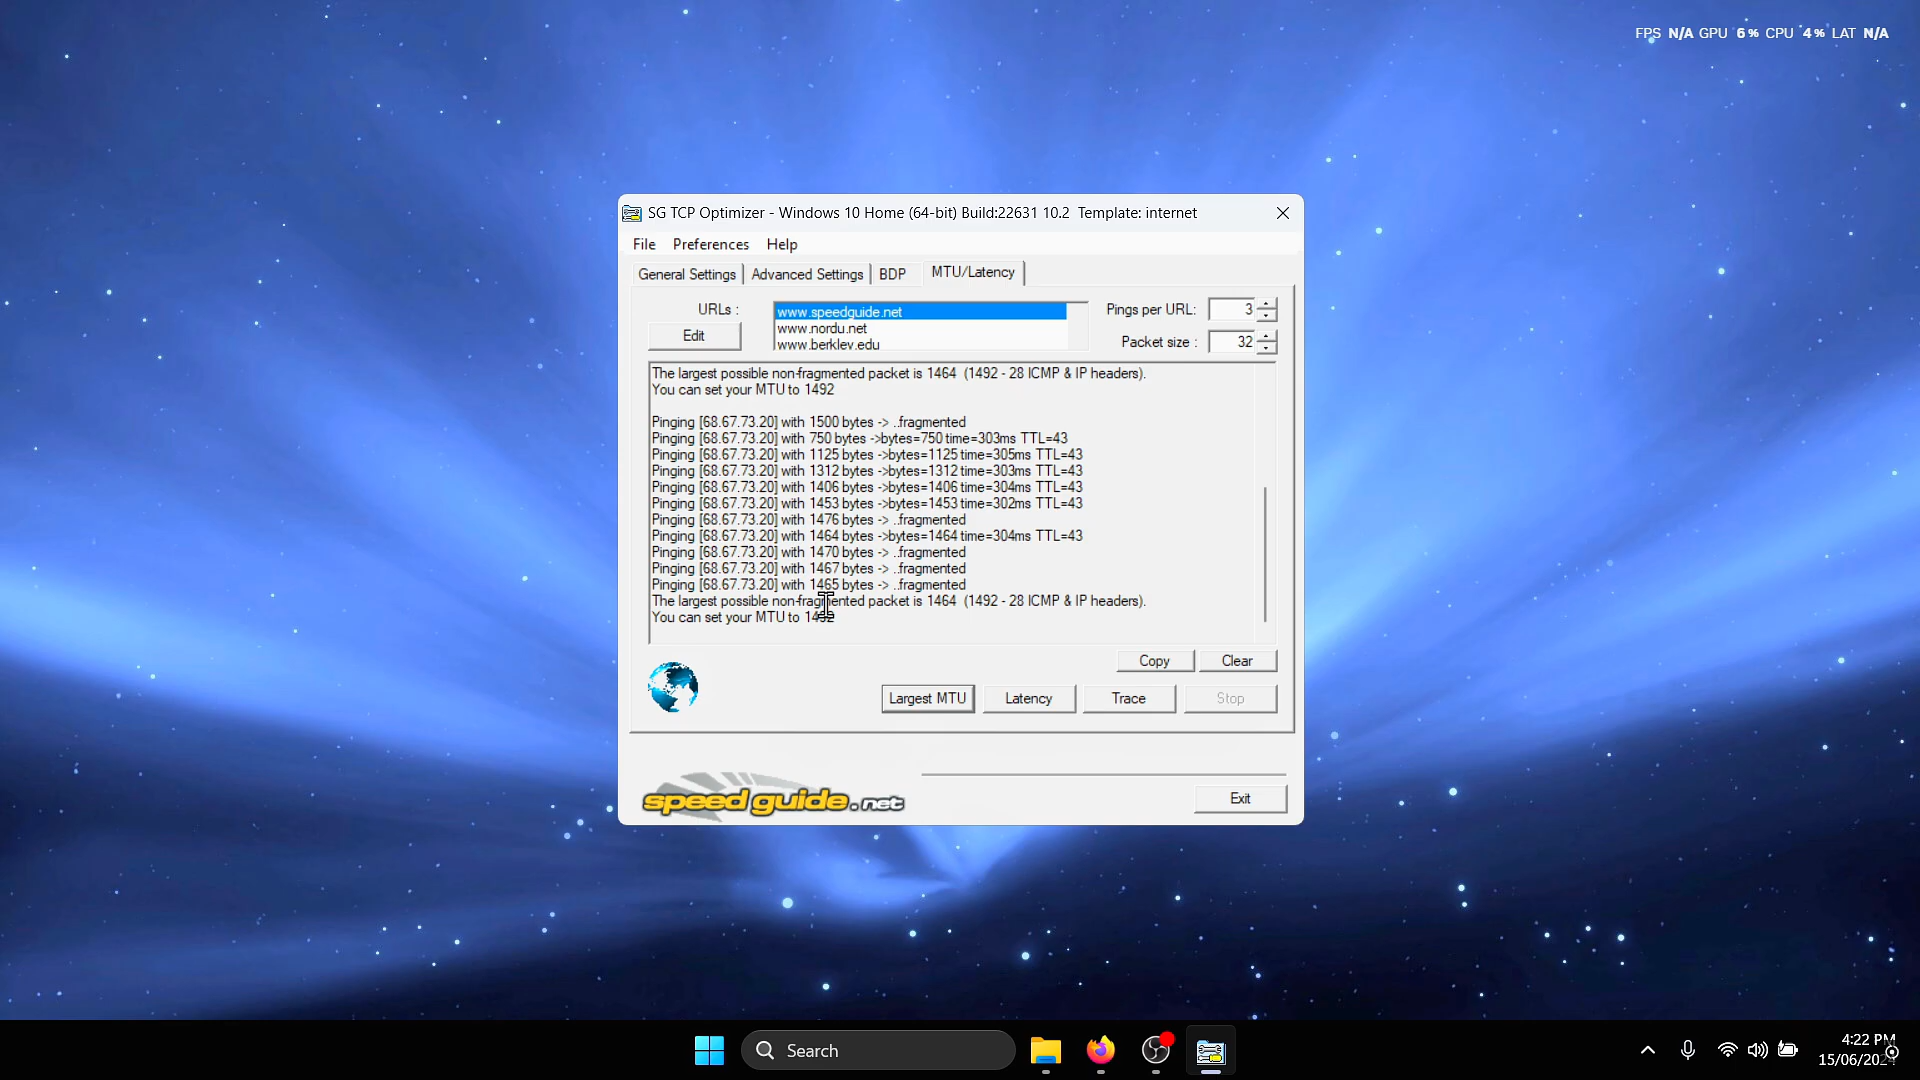 FPS N/A GPU 6% CPU 4% LAT N/A
SG TCP Optimizer - Windows 10 Home (64-bit) Build:22631 10.2 Template: internet
File Preferences Help
General Settings Advanced Settings BDP MTU/Latency
URLs :
Edit
www.speedguide.net
www.nordu.net
www.berkley.edu
Pings per URL: 3
Packet size : 32
The largest possible non-fragmented packet is 1464 (1492 - 28 ICMP & IP headers).
You can set your MTU to 1492
Pinging [68.67.73.20] with 1500 bytes -> ..fragmented
Pinging [68.67.73.20] with 750 bytes ->bytes=750 time=303ms TTL=43
Pinging [68.67.73.20] with 1125 bytes ->bytes=1125 time=305ms TTL=43
Pinging [68.67.73.20] with 1312 bytes ->bytes=1312 time=303ms TTL=43
Pinging [68.67.73.20] with 1406 bytes ->bytes=1406 time=304ms TTL=43
Pinging [68.67.73.20] with 1453 bytes ->bytes=1453 time=302ms TTL=43
Pinging [68.67.73.20] with 1476 bytes -> ..fragmented
Pinging [68.67.73.20] with 1464 bytes ->bytes=1464 time=304ms TTL=43
Pinging [68.67.73.20] with 1470 bytes -> ..fragmented
Pinging [68.67.73.20] with 1467 bytes -> ..fragmented
Pinging [68.67.73.20] with 1465 bytes -> ..fragmented
The largest possible non-fragmented packet is 1464 (1492 - 28 ICMP & IP headers).
You can set your MTU to 1492
Copy Clear
Largest MTU Latency Trace Stop
speedguide.net
Exit
Search
4:22 PM
15/06/2024